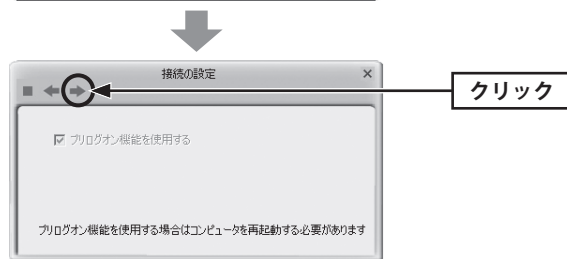 接続の設定
クリック
プリログオン機能を使用する
プリログオン機能を使用する場合はコンピュータを再起動する必要があります